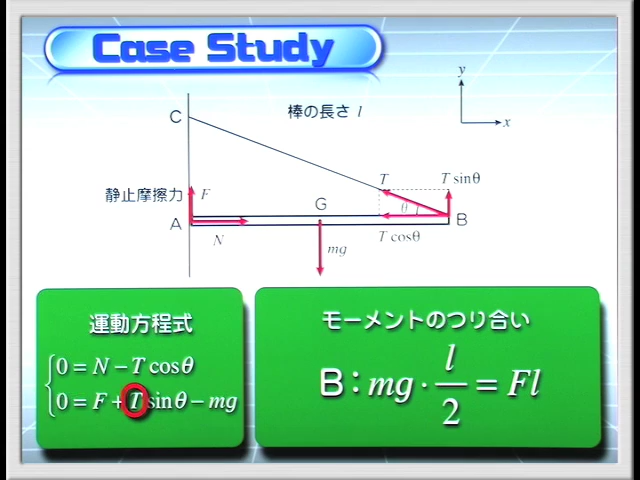 Case Study
棒の長さ l
y
x
C
静止摩擦力 F
T
T sinθ
θ
G
A
B
N
mg
T cosθ
運動方程式
0 = N − T cosθ
0 = F + T sinθ − mg
モーメントのつり合い
B：mg · l/2 = Fl